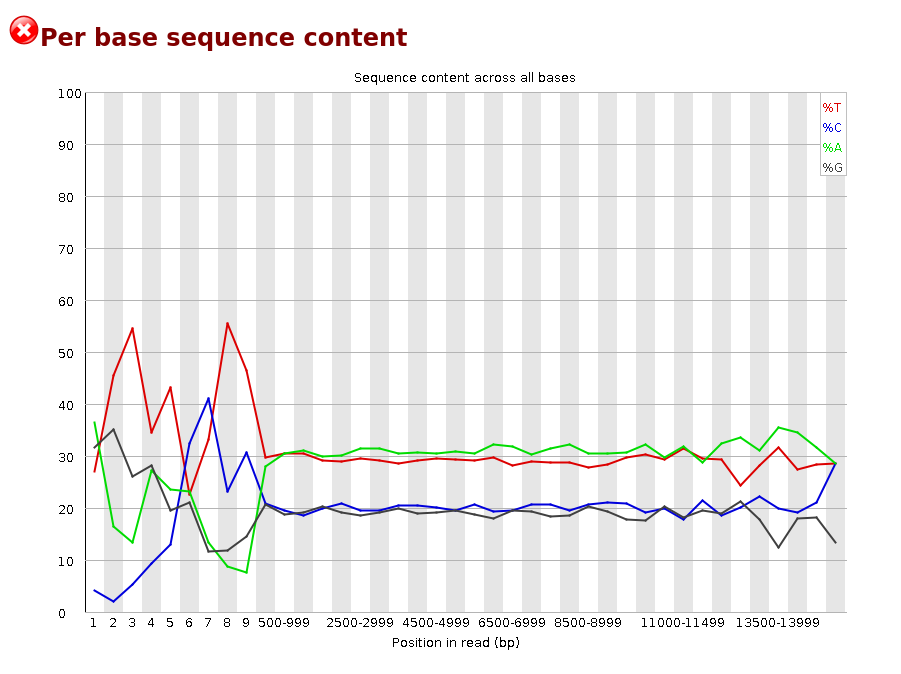 Per base sequence content
Sequence content across all bases
%T
%C
%A
%G
100
90
80
70
60
50
40
30
20
10
0
1 2 3 4 5 6 7 8 9 500-999 2500-2999 4500-4999 6500-6999 8500-8999 11000-11499 13500-13999
Position in read (bp)